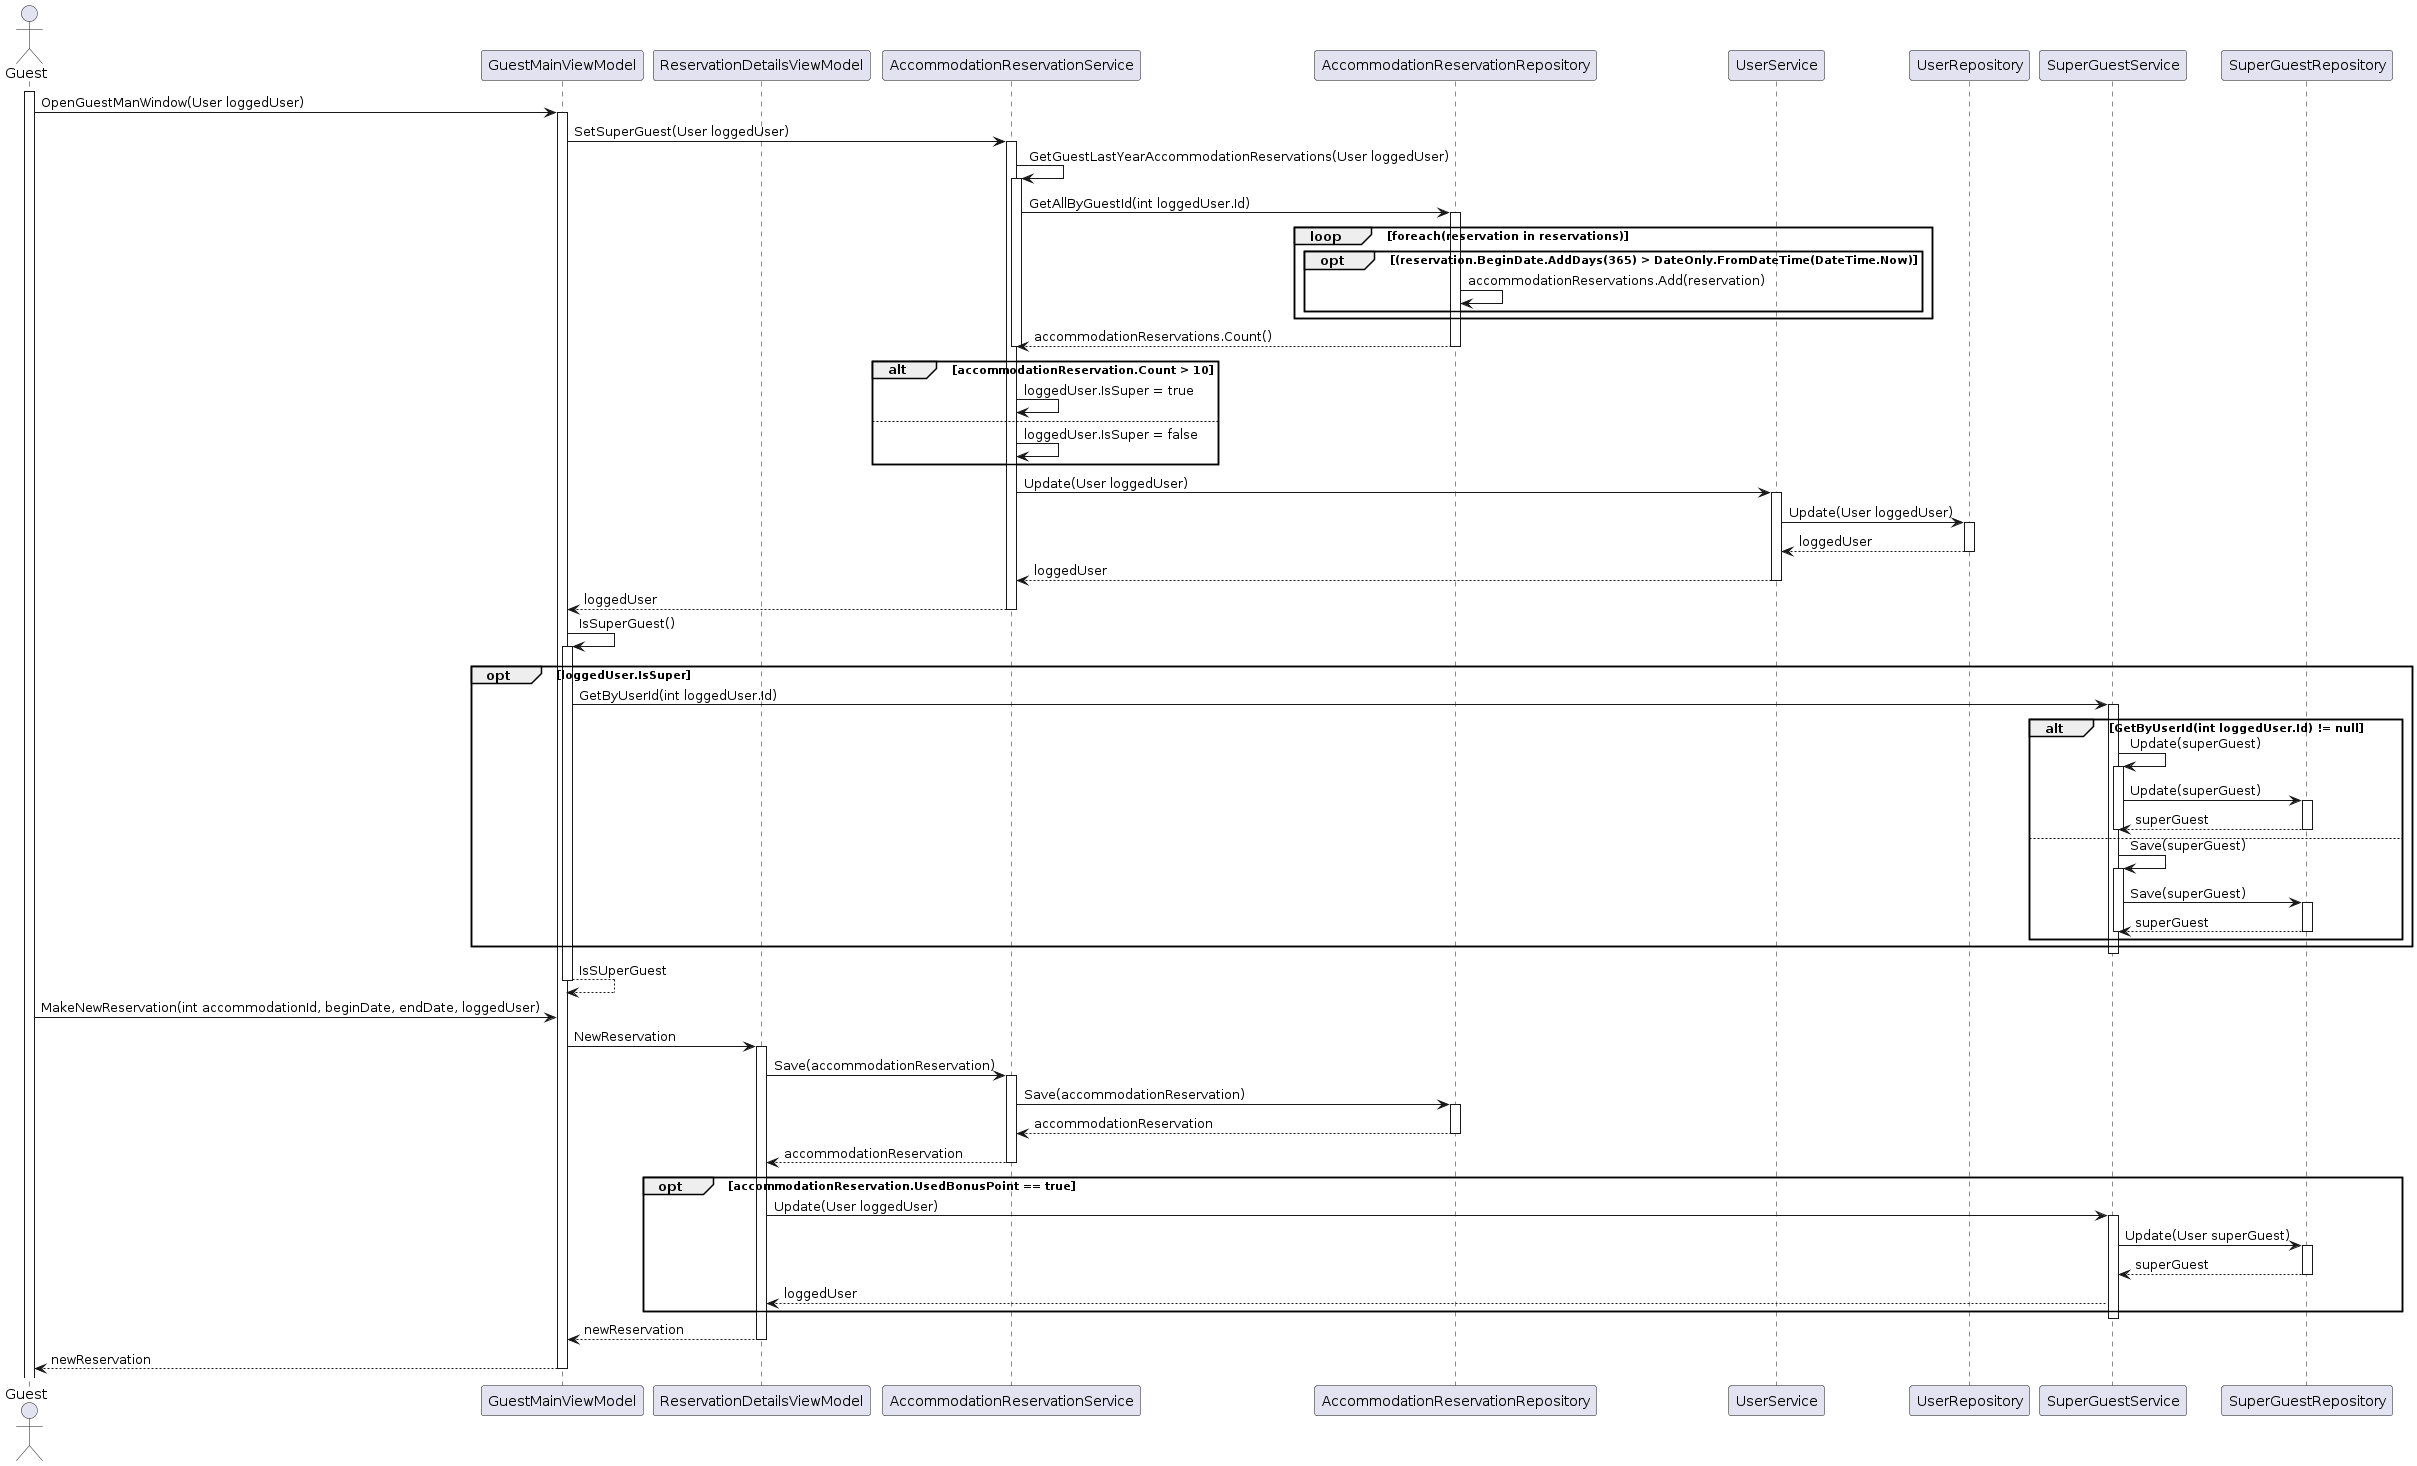 Guest
GuestMainViewModel
ReservationDetailsViewModel
AccommodationReservationService
AccommodationReservationRepository
UserService
UserRepository
SuperGuestService
SuperGuestRepository
OpenGuestManWindow(User loggedUser)
SetSuperGuest(User loggedUser)
GetGuestLastYearAccommodationReservations(User loggedUser)
GetAllByGuestId(int loggedUser.Id)
loop [foreach(reservation in reservations)]
opt [(reservation.BeginDate.AddDays(365) > DateOnly.FromDateTime(DateTime.Now)]
accommodationReservations.Add(reservation)
accommodationReservations.Count()
alt [accommodationReservation.Count > 10]
loggedUser.IsSuper = true
loggedUser.IsSuper = false
Update(User loggedUser)
Update(User loggedUser)
loggedUser
loggedUser
loggedUser
IsSuperGuest()
opt [loggedUser.IsSuper]
GetByUserId(int loggedUser.Id)
alt [GetByUserId(int loggedUser.Id) != null]
Update(superGuest)
Update(superGuest)
superGuest
Save(superGuest)
Save(superGuest)
superGuest
IsSUperGuest
MakeNewReservation(int accommodationId, beginDate, endDate, loggedUser)
NewReservation
Save(accommodationReservation)
Save(accommodationReservation)
accommodationReservation
accommodationReservation
opt [accommodationReservation.UsedBonusPoint == true]
Update(User loggedUser)
Update(User superGuest)
superGuest
loggedUser
newReservation
newReservation
Guest
GuestMainViewModel
ReservationDetailsViewModel
AccommodationReservationService
AccommodationReservationRepository
UserService
UserRepository
SuperGuestService
SuperGuestRepository